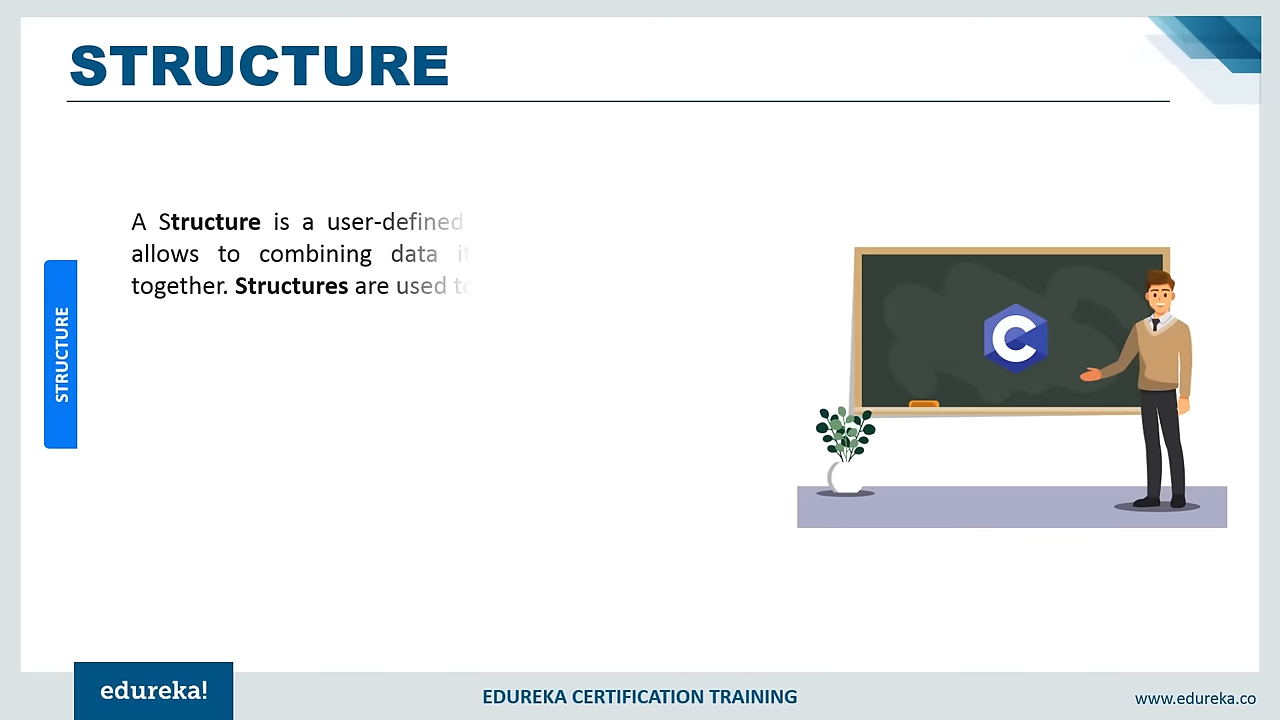 STRUCTURE
A Structure is a user-defined
allows to combining data
together. Structures are used to
STRUCTURE
C
edureka!
EDUREKA CERTIFICATION TRAINING
www.edureka.co